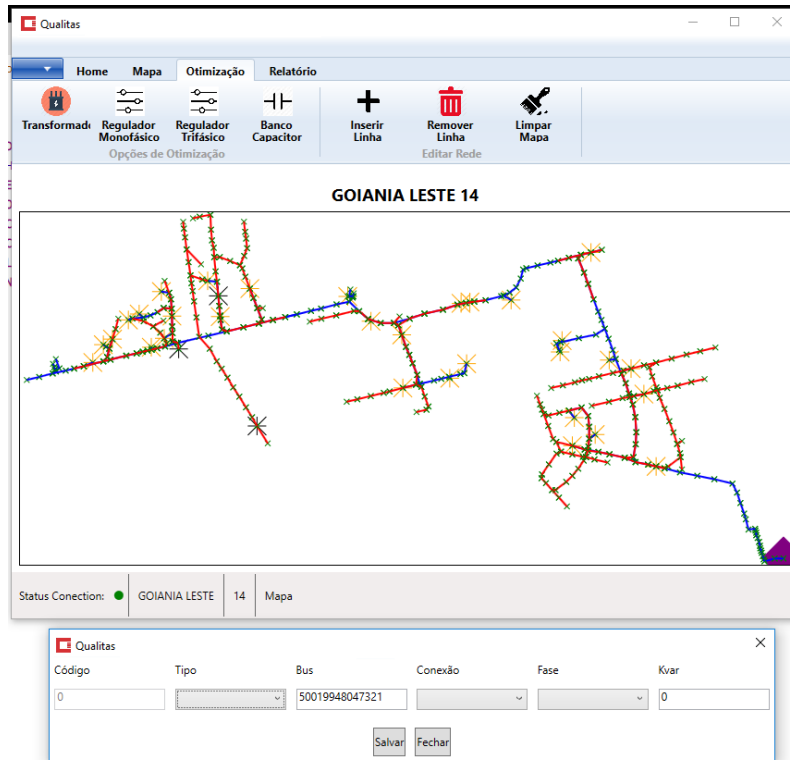 Qualitas
Home Mapa Otimização Relatório
Transformado Regulador Monofásico Regulador Trifásico Banco Capacitor Inserir Linha Remover Linha Limpar Mapa
Opções de Otimização Editar Rede
GOIANIA LESTE 14
Status Conection: GOIANIA LESTE 14 Mapa
Qualitas
Código Tipo Bus Conexão Fase Kvar
0 50019948047321 0
Salvar Fechar